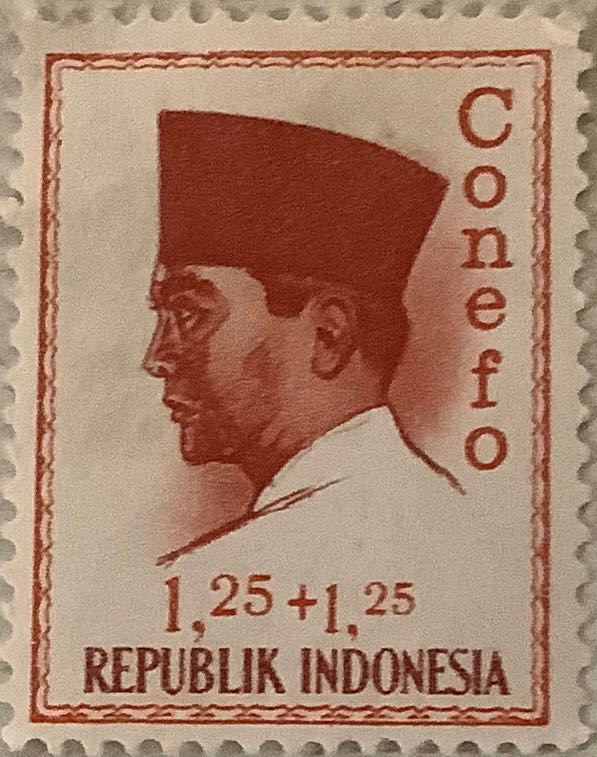 Conefo
1,25 +1,25
REPUBLIK INDONESIA